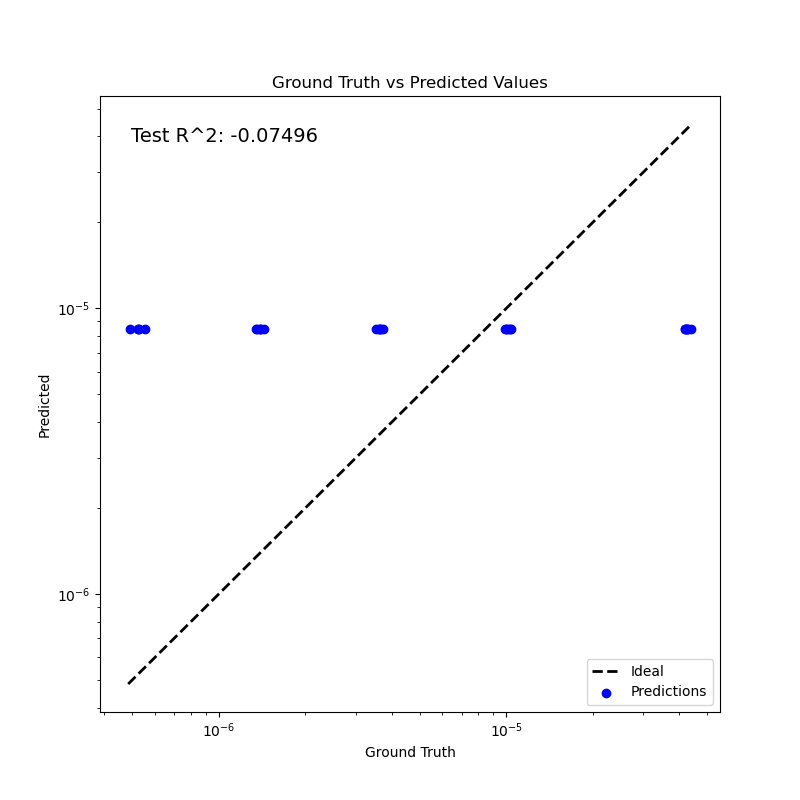 Ground Truth vs Predicted Values
Test R^2: -0.07496
10⁻⁵
10⁻⁶
Predicted
10⁻⁶
10⁻⁵
Ground Truth
Ideal
Predictions